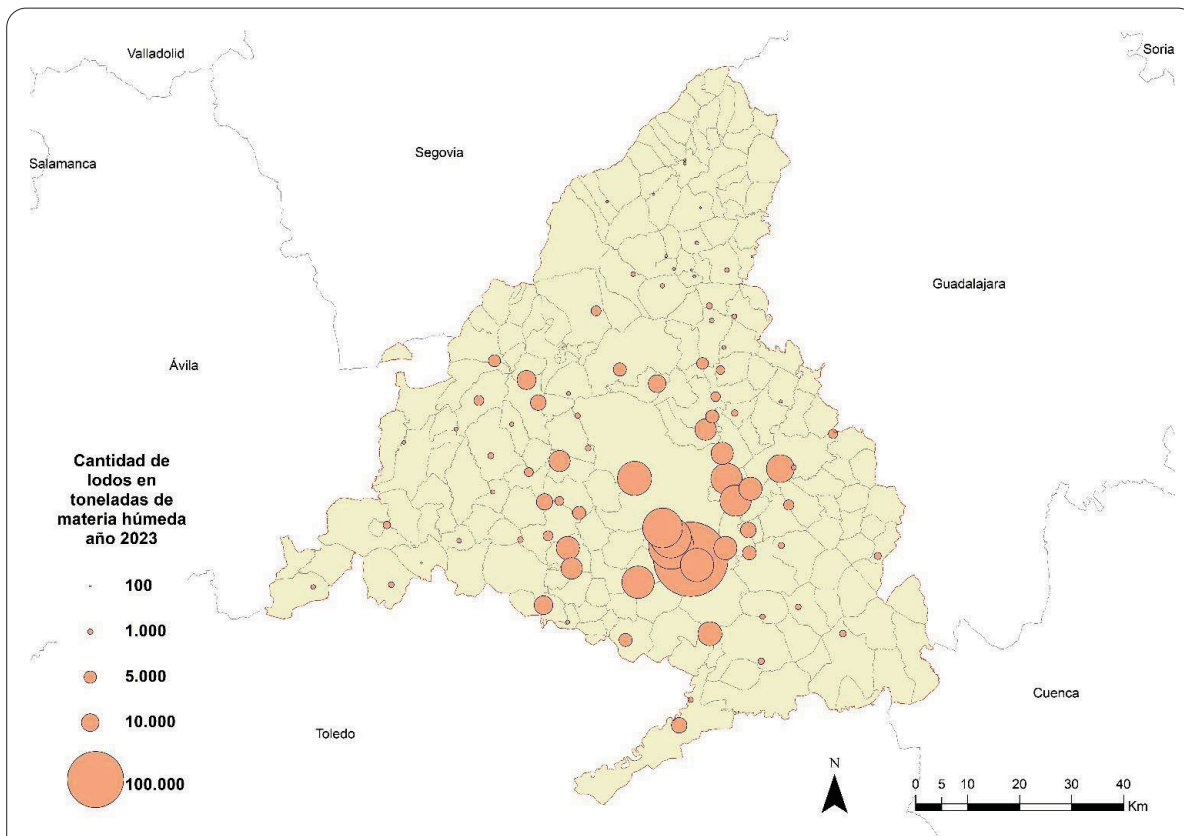 Valladolid
Soria
Salamanca
Segovia
Guadalajara
Ávila
Cantidad de
lodos en
toneladas de
materia húmeda
año 2023
100
1.000
5.000
10.000
100.000
Toledo
Cuenca
N
0 5 10 20 30 40
Km